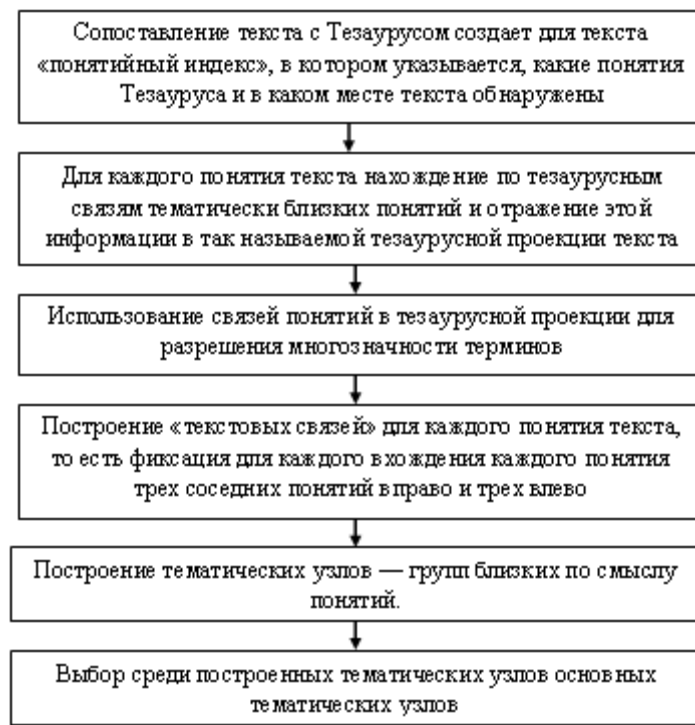 Сопоставление текста с Тезаурусом создает для текста
«понятийный индекс», в котором указывается, какие понятия
Тезауруса и в каком месте текста обнаружены
Для каждого понятия текста нахождение по тезаурусным
связям тематически близких понятий и отражение этой
информации в так называемой тезаурусной проекции текста
Использование связей понятий в тезаурусной проекции для
разрешения многозначности терминов
Построение «текстовых связей» для каждого понятия текста,
то есть фиксация для каждого вхождения каждого понятия
трех соседних понятий вправо и трех влево
Построение тематических узлов — групп близких по смыслу
понятий.
Выбор среди построенных тематических узлов основных
тематических узлов